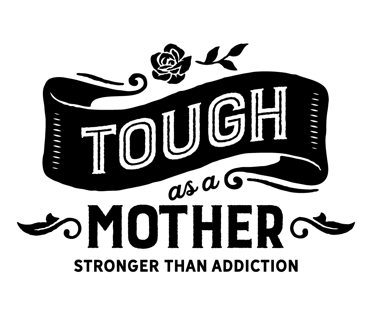 TOUGH
as a
MOTHER
STRONGER THAN ADDICTION